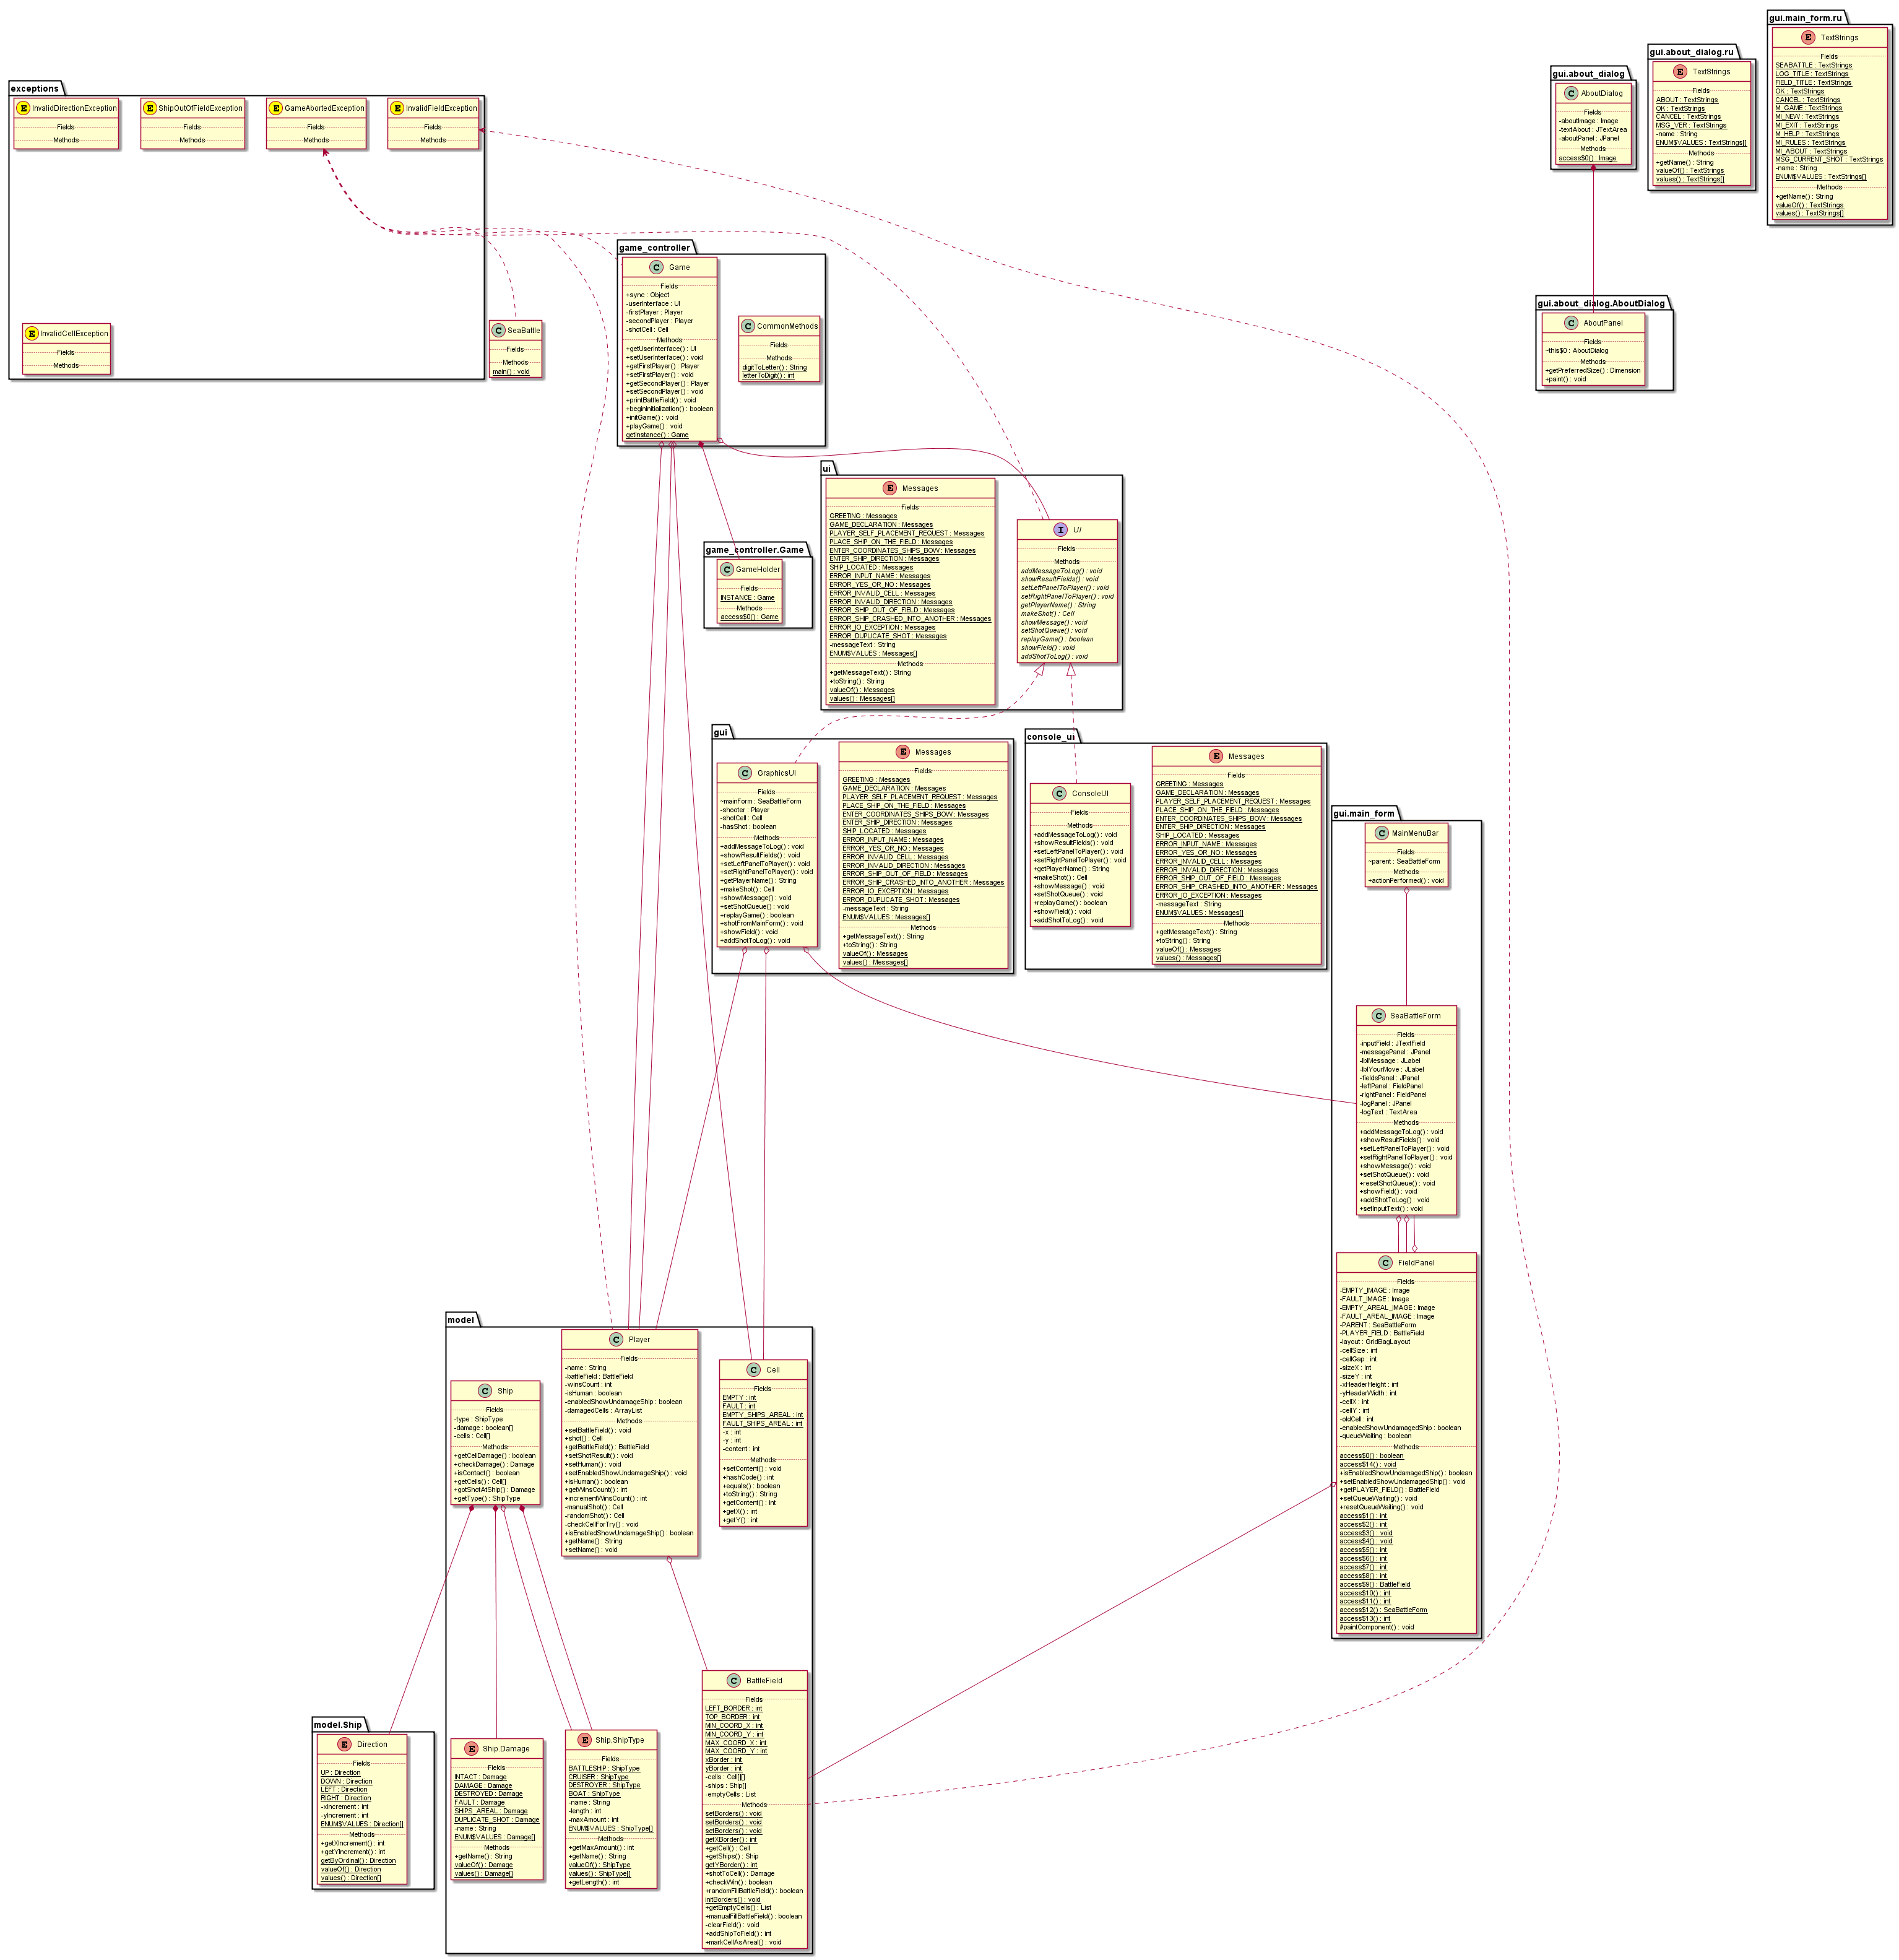 gui.main_form.ru
E TextStrings
Fields
SEABATTLE : TextStrings
LOG_TITLE : TextStrings
FIELD_TITLE : TextStrings
OK : TextStrings
CANCEL : TextStrings
M_GAME : TextStrings
MI_NEW : TextStrings
MI_EXIT : TextStrings
M_HELP : TextStrings
MI_RULES : TextStrings
MI_ABOUT : TextStrings
MSG_CURRENT_SHOT : TextStrings
-name : String
ENUM$VALUES : TextStrings[]
Methods
+getName() : String
valueOf() : TextStrings
values() : TextStrings[]
gui.about_dialog.ru
E TextStrings
Fields
ABOUT : TextStrings
OK : TextStrings
CANCEL : TextStrings
MSG_VER : TextStrings
-name : String
ENUM$VALUES : TextStrings[]
Methods
+getName() : String
valueOf() : TextStrings
values() : TextStrings[]
gui.about_dialog
C AboutDialog
Fields
-aboutImage : Image
-textAbout : JTextArea
-aboutPanel : JPanel
Methods
access$0() : Image
exceptions
E InvalidDirectionException
Fields
Methods
E ShipOutOfFieldException
Fields
Methods
E GameAbortedException
Fields
Methods
E InvalidFieldException
Fields
Methods
E InvalidCellException
Fields
Methods
C SeaBattle
Fields
Methods
main() : void
game_controller
C Game
Fields
+sync : Object
-userInterface : UI
-firstPlayer : Player
-secondPlayer : Player
-shotCell : Cell
Methods
+getUserInterface() : UI
+setUserInterface() : void
+getFirstPlayer() : Player
+setFirstPlayer() : void
+getSecondPlayer() : Player
+setSecondPlayer() : void
+printBattleField() : void
+beginInitialization() : boolean
+initGame() : void
+playGame() : void
getInstance() : Game
C CommonMethods
Fields
Methods
digitToLetter() : String
letterToDigit() : int
gui.about_dialog.AboutDialog
C AboutPanel
Fields
~this$0 : AboutDialog
Methods
+getPreferredSize() : Dimension
+paint() : void
ui
E Messages
Fields
GREETING : Messages
GAME_DECLARATION : Messages
PLAYER_SELF_PLACEMENT_REQUEST : Messages
PLACE_SHIP_ON_THE_FIELD : Messages
ENTER_COORDINATES_SHIPS_BOW : Messages
ENTER_SHIP_DIRECTION : Messages
SHIP_LOCATED : Messages
ERROR_INPUT_NAME : Messages
ERROR_YES_OR_NO : Messages
ERROR_INVALID_CELL : Messages
ERROR_INVALID_DIRECTION : Messages
ERROR_SHIP_OUT_OF_FIELD : Messages
ERROR_SHIP_CRASHED_INTO_ANOTHER : Messages
ERROR_IO_EXCEPTION : Messages
ERROR_DUPLICATE_SHOT : Messages
-messageText : String
ENUM$VALUES : Messages[]
Methods
+getMessageText() : String
+toString() : String
valueOf() : Messages
values() : Messages[]
I UI
Fields
Methods
addMessageToLog() : void
showResultFields() : void
setLeftPanelToPlayer() : void
setRightPanelToPlayer() : void
getPlayerName() : String
makeShot() : Cell
showMessage() : void
setShotQueue() : void
replayGame() : boolean
showField() : void
addShotToLog() : void
game_controller.Game
C GameHolder
Fields
INSTANCE : Game
Methods
access$0() : Game
gui
C GraphicsUI
Fields
~mainForm : SeaBattleForm
-shooter : Player
-shotCell : Cell
-hasShot : boolean
Methods
+addMessageToLog() : void
+showResultFields() : void
+setLeftPanelToPlayer() : void
+setRightPanelToPlayer() : void
+getPlayerName() : String
+makeShot() : Cell
+showMessage() : void
+setShotQueue() : void
+replayGame() : boolean
+shotFromMainForm() : void
+showField() : void
+addShotToLog() : void
E Messages
Fields
GREETING : Messages
GAME_DECLARATION : Messages
PLAYER_SELF_PLACEMENT_REQUEST : Messages
PLACE_SHIP_ON_THE_FIELD : Messages
ENTER_COORDINATES_SHIPS_BOW : Messages
ENTER_SHIP_DIRECTION : Messages
SHIP_LOCATED : Messages
ERROR_INPUT_NAME : Messages
ERROR_YES_OR_NO : Messages
ERROR_INVALID_CELL : Messages
ERROR_INVALID_DIRECTION : Messages
ERROR_SHIP_OUT_OF_FIELD : Messages
ERROR_SHIP_CRASHED_INTO_ANOTHER : Messages
ERROR_IO_EXCEPTION : Messages
ERROR_DUPLICATE_SHOT : Messages
-messageText : String
ENUM$VALUES : Messages[]
Methods
+getMessageText() : String
+toString() : String
valueOf() : Messages
values() : Messages[]
console_ui
C ConsoleUI
Fields
Methods
+addMessageToLog() : void
+showResultFields() : void
+setLeftPanelToPlayer() : void
+setRightPanelToPlayer() : void
+getPlayerName() : String
+makeShot() : Cell
+showMessage() : void
+setShotQueue() : void
+replayGame() : boolean
+showField() : void
+addShotToLog() : void
E Messages
Fields
GREETING : Messages
GAME_DECLARATION : Messages
PLAYER_SELF_PLACEMENT_REQUEST : Messages
PLACE_SHIP_ON_THE_FIELD : Messages
ENTER_COORDINATES_SHIPS_BOW : Messages
ENTER_SHIP_DIRECTION : Messages
SHIP_LOCATED : Messages
ERROR_INPUT_NAME : Messages
ERROR_YES_OR_NO : Messages
ERROR_INVALID_CELL : Messages
ERROR_INVALID_DIRECTION : Messages
ERROR_SHIP_OUT_OF_FIELD : Messages
ERROR_SHIP_CRASHED_INTO_ANOTHER : Messages
ERROR_IO_EXCEPTION : Messages
-messageText : String
ENUM$VALUES : Messages[]
Methods
+getMessageText() : String
+toString() : String
valueOf() : Messages
values() : Messages[]
gui.main_form
C MainMenuBar
Fields
~parent : SeaBattleForm
Methods
+actionPerformed() : void
C SeaBattleForm
Fields
-inputField : JTextField
-messagePanel : JPanel
-lblMessage : JLabel
-lblYourMove : JLabel
-fieldsPanel : JPanel
-leftPanel : FieldPanel
-rightPanel : FieldPanel
-logPanel : JPanel
-logText : TextArea
Methods
+addMessageToLog() : void
+showResultFields() : void
+setLeftPanelToPlayer() : void
+setRightPanelToPlayer() : void
+showMessage() : void
+setShotQueue() : void
+resetShotQueue() : void
+showField() : void
+addShotToLog() : void
+setInputText() : void
C FieldPanel
Fields
-EMPTY_IMAGE : Image
-FAULT_IMAGE : Image
-EMPTY_AREAL_IMAGE : Image
-FAULT_AREAL_IMAGE : Image
-PARENT : SeaBattleForm
-PLAYER_FIELD : BattleField
-layout : GridBagLayout
-cellSize : int
-cellGap : int
-sizeX : int
-sizeY : int
-xHeaderHeight : int
-yHeaderWidth : int
-cellX : int
-cellY : int
-oldCell : int
-enabledShowUndamagedShip : boolean
-queueWaiting : boolean
Methods
access$0() : boolean
access$14() : void
+isEnabledShowUndamagedShip() : boolean
+setEnabledShowUndamagedShip() : void
+getPLAYER_FIELD() : BattleField
+setQueueWaiting() : void
+resetQueueWaiting() : void
access$1() : int
access$2() : int
access$3() : void
access$4() : void
access$5() : int
access$6() : int
access$7() : int
access$8() : int
access$9() : BattleField
access$10() : int
access$11() : int
access$12() : SeaBattleForm
access$13() : int
#paintComponent() : void
model
C Ship
Fields
-type : ShipType
-damage : boolean[]
-cells : Cell[]
Methods
+getCellDamage() : boolean
+checkDamage() : Damage
+isContact() : boolean
+getCells() : Cell[]
+gotShotAtShip() : Damage
+getType() : ShipType
C Player
Fields
-name : String
-battleField : BattleField
-winsCount : int
-isHuman : boolean
-enabledShowUndamageShip : boolean
-damagedCells : ArrayList
Methods
+setBattleField() : void
+shot() : Cell
+getBattleField() : BattleField
+setShotResult() : void
+setHuman() : void
+setEnabledShowUndamageShip() : void
+isHuman() : boolean
+getWinsCount() : int
+incrementWinsCount() : int
-manualShot() : Cell
-randomShot() : Cell
-checkCellForTry() : void
+isEnabledShowUndamageShip() : boolean
+getName() : String
+setName() : void
C Cell
Fields
EMPTY : int
FAULT : int
EMPTY_SHIPS_AREAL : int
FAULT_SHIPS_AREAL : int
-x : int
-y : int
-content : int
Methods
+setContent() : void
+hashCode() : int
+equals() : boolean
+toString() : String
+getContent() : int
+getX() : int
+getY() : int
C BattleField
Fields
LEFT_BORDER : int
TOP_BORDER : int
MIN_COORD_X : int
MIN_COORD_Y : int
MAX_COORD_X : int
MAX_COORD_Y : int
xBorder : int
yBorder : int
-cells : Cell[][]
-ships : Ship[]
-emptyCells : List
Methods
setBorders() : void
setBorders() : void
setBorders() : void
getXBorder() : int
+getCell() : Cell
+getShips() : Ship
getYBorder() : int
+shotToCell() : Damage
+checkWin() : boolean
+randomFillBattleField() : boolean
initBorders() : void
+getEmptyCells() : List
+manualFillBattleField() : boolean
-clearField() : void
+addShipToField() : int
+markCellAsAreal() : void
model.Ship
E Direction
Fields
UP : Direction
DOWN : Direction
LEFT : Direction
RIGHT : Direction
-xIncrement : int
-yIncrement : int
ENUM$VALUES : Direction[]
Methods
+getXIncrement() : int
+getYIncrement() : int
getByOrdinal() : Direction
valueOf() : Direction
values() : Direction[]
E Ship.Damage
Fields
INTACT : Damage
DAMAGE : Damage
DESTROYED : Damage
FAULT : Damage
SHIPS_AREAL : Damage
DUPLICATE_SHOT : Damage
-name : String
ENUM$VALUES : Damage[]
Methods
+getName() : String
valueOf() : Damage
values() : Damage[]
E Ship.ShipType
Fields
BATTLESHIP : ShipType
CRUISER : ShipType
DESTROYER : ShipType
BOAT : ShipType
-name : String
-length : int
-maxAmount : int
ENUM$VALUES : ShipType[]
Methods
+getMaxAmount() : int
+getName() : String
valueOf() : ShipType
values() : ShipType[]
+getLength() : int